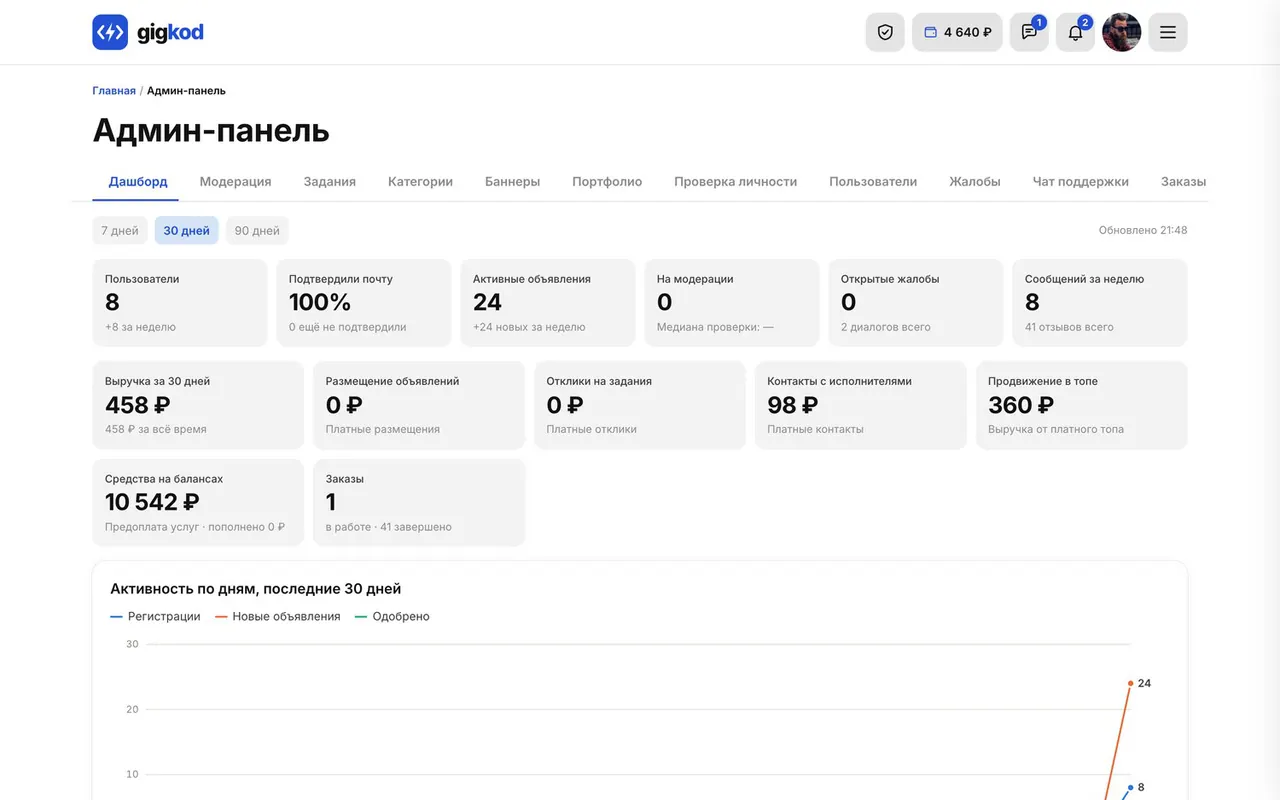 gigkod
4 640 ₽
1
2
Главная / Админ-панель
Админ-панель
Дашборд Модерация Задания Категории Баннеры Портфолио Проверка личности Пользователи Жалобы Чат поддержки Заказы
7 дней 30 дней 90 дней Обновлено 21:48
Пользователи
8
+8 за неделю
Подтвердили почту
100%
0 ещё не подтвердили
Активные объявления
24
+24 новых за неделю
На модерации
0
Медиана проверки: —
Открытые жалобы
0
2 диалогов всего
Сообщений за неделю
8
41 отзывов всего
Выручка за 30 дней
458 ₽
458 ₽ за всё время
Размещение объявлений
0 ₽
Платные размещения
Отклики на задания
0 ₽
Платные отклики
Контакты с исполнителями
98 ₽
Платные контакты
Продвижение в топе
360 ₽
Выручка от платного топа
Средства на балансах
10 542 ₽
Предоплата услуг · пополнено 0 ₽
Заказы
1
в работе · 41 завершено
Активность по дням, последние 30 дней
Регистрации Новые объявления Одобрено
30
24
20
10
8